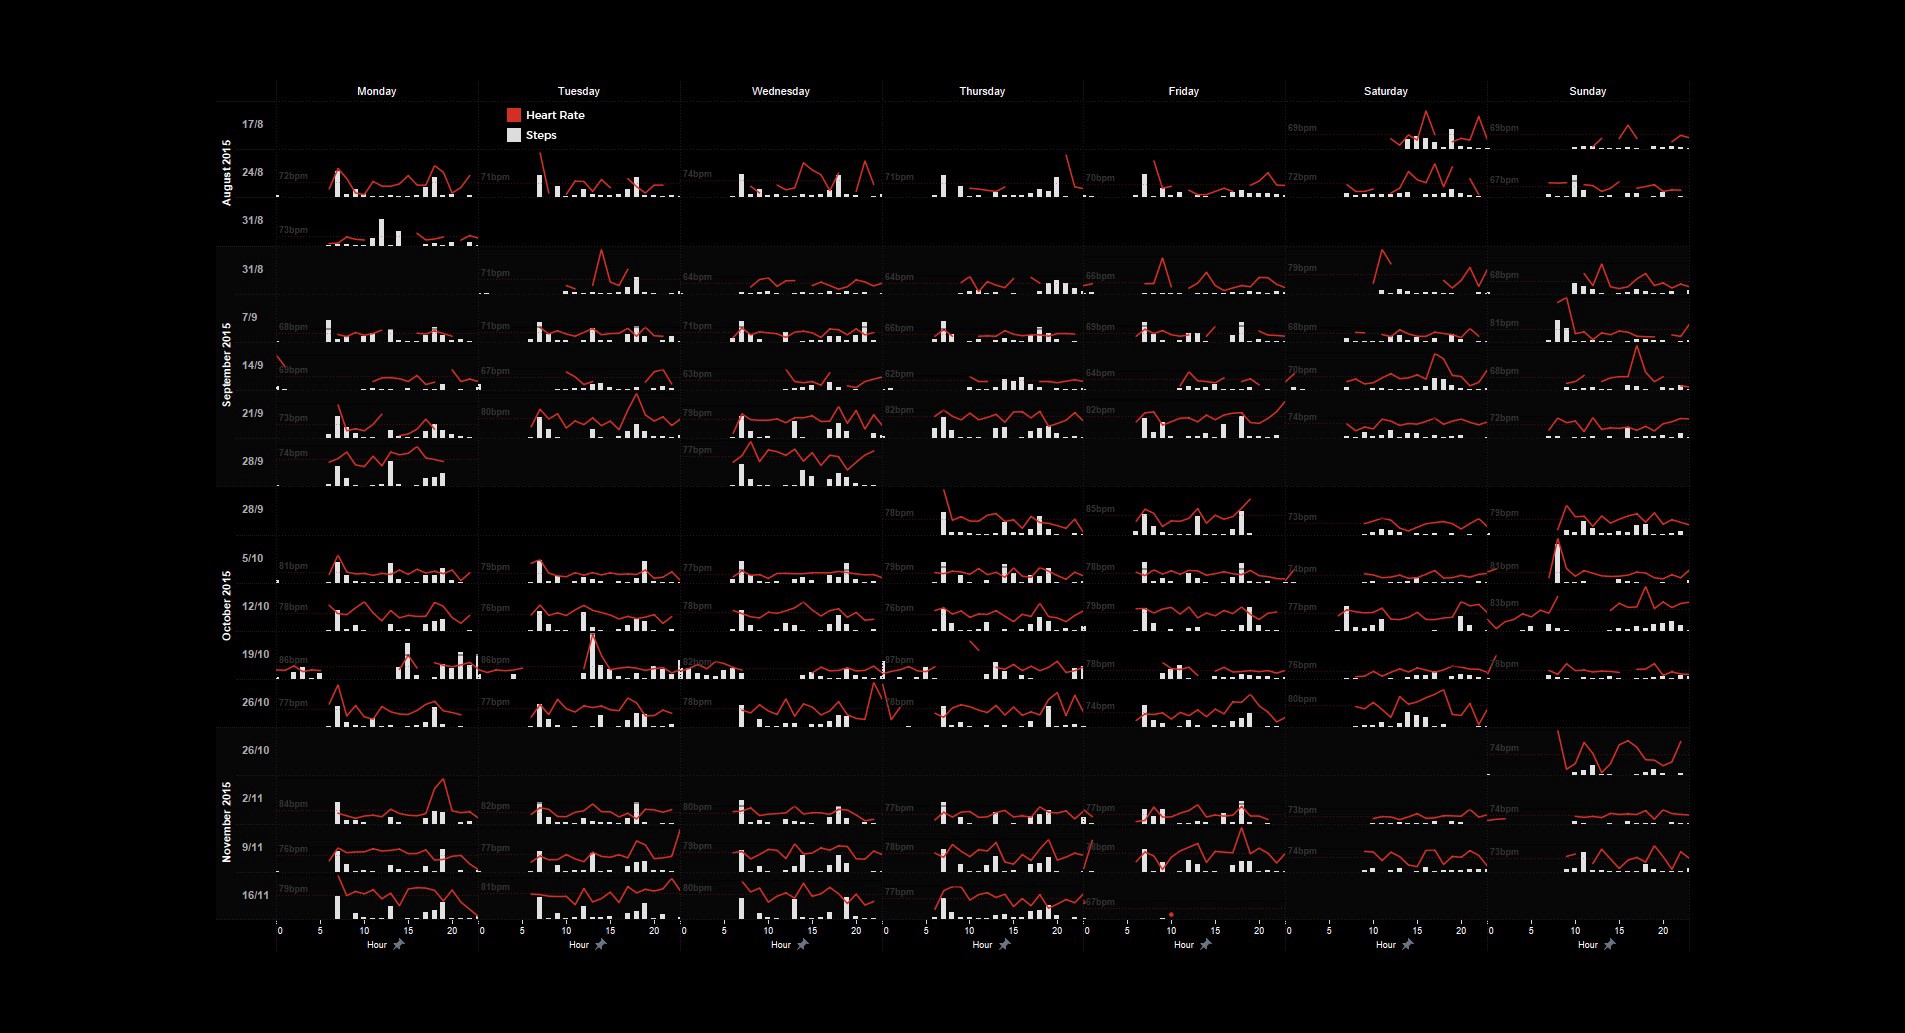 Monday Tuesday Wednesday Thursday Friday Saturday Sunday
Heart Rate
Steps
August 2015
17/8 69bpm 69bpm
24/8 72bpm 71bpm 74bpm 71bpm 70bpm 72bpm 67bpm
31/8 73bpm
September 2015
31/8 71bpm 64bpm 64bpm 66bpm 79bpm 68bpm
7/9 68bpm 71bpm 71bpm 66bpm 69bpm 68bpm 81bpm
14/9 69bpm 67bpm 63bpm 62bpm 64bpm 70bpm 68bpm
21/9 73bpm 80bpm 79bpm 82bpm 82bpm 74bpm 72bpm
28/9 74bpm 77bpm
October 2015
28/9 78bpm 85bpm 73bpm 79bpm
5/10 81bpm 79bpm 77bpm 79bpm 78bpm 74bpm 81bpm
12/10 78bpm 76bpm 78bpm 76bpm 79bpm 77bpm 83bpm
19/10 86bpm 86bpm 82bpm 87bpm 78bpm 76bpm 78bpm
26/10 77bpm 77bpm 78bpm 78bpm 74bpm 80bpm
November 2015
26/10 74bpm
2/11 84bpm 82bpm 80bpm 77bpm 77bpm 73bpm 74bpm
9/11 76bpm 77bpm 79bpm 78bpm 78bpm 74bpm 73bpm
16/11 79bpm 81bpm 80bpm 77bpm 67bpm
0 5 10 15 20 0 5 10 15 20 0 5 10 15 20 0 5 10 15 20 0 5 10 15 20 0 5 10 15 20 0 5 10 15 20
Hour Hour Hour Hour Hour Hour Hour